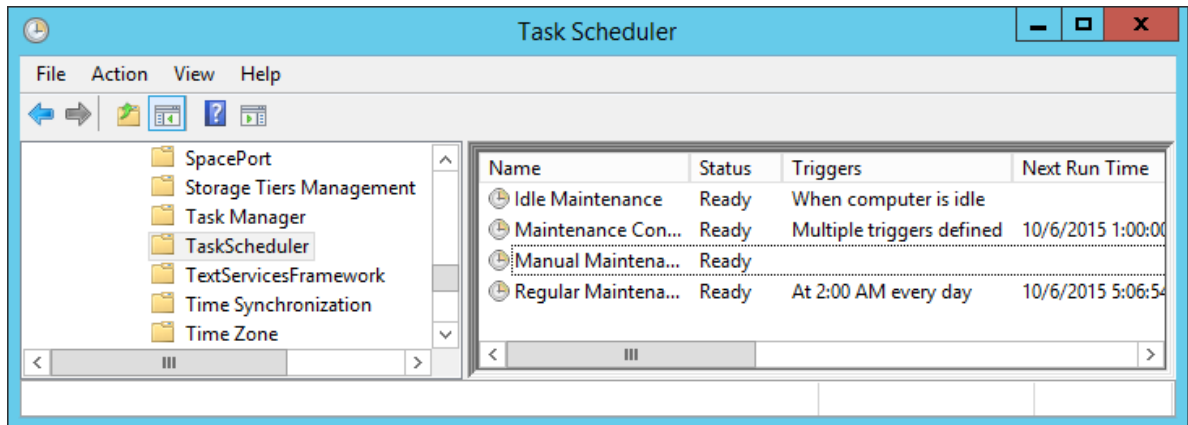 Task Scheduler
File Action View Help
SpacePort
Storage Tiers Management
Task Manager
TaskScheduler
TextServicesFramework
Time Synchronization
Time Zone
Name Status Triggers Next Run Time
Idle Maintenance Ready When computer is idle
Maintenance Con... Ready Multiple triggers defined 10/6/2015 1:00:00
Manual Maintena... Ready
Regular Maintena... Ready At 2:00 AM every day 10/6/2015 5:06:54